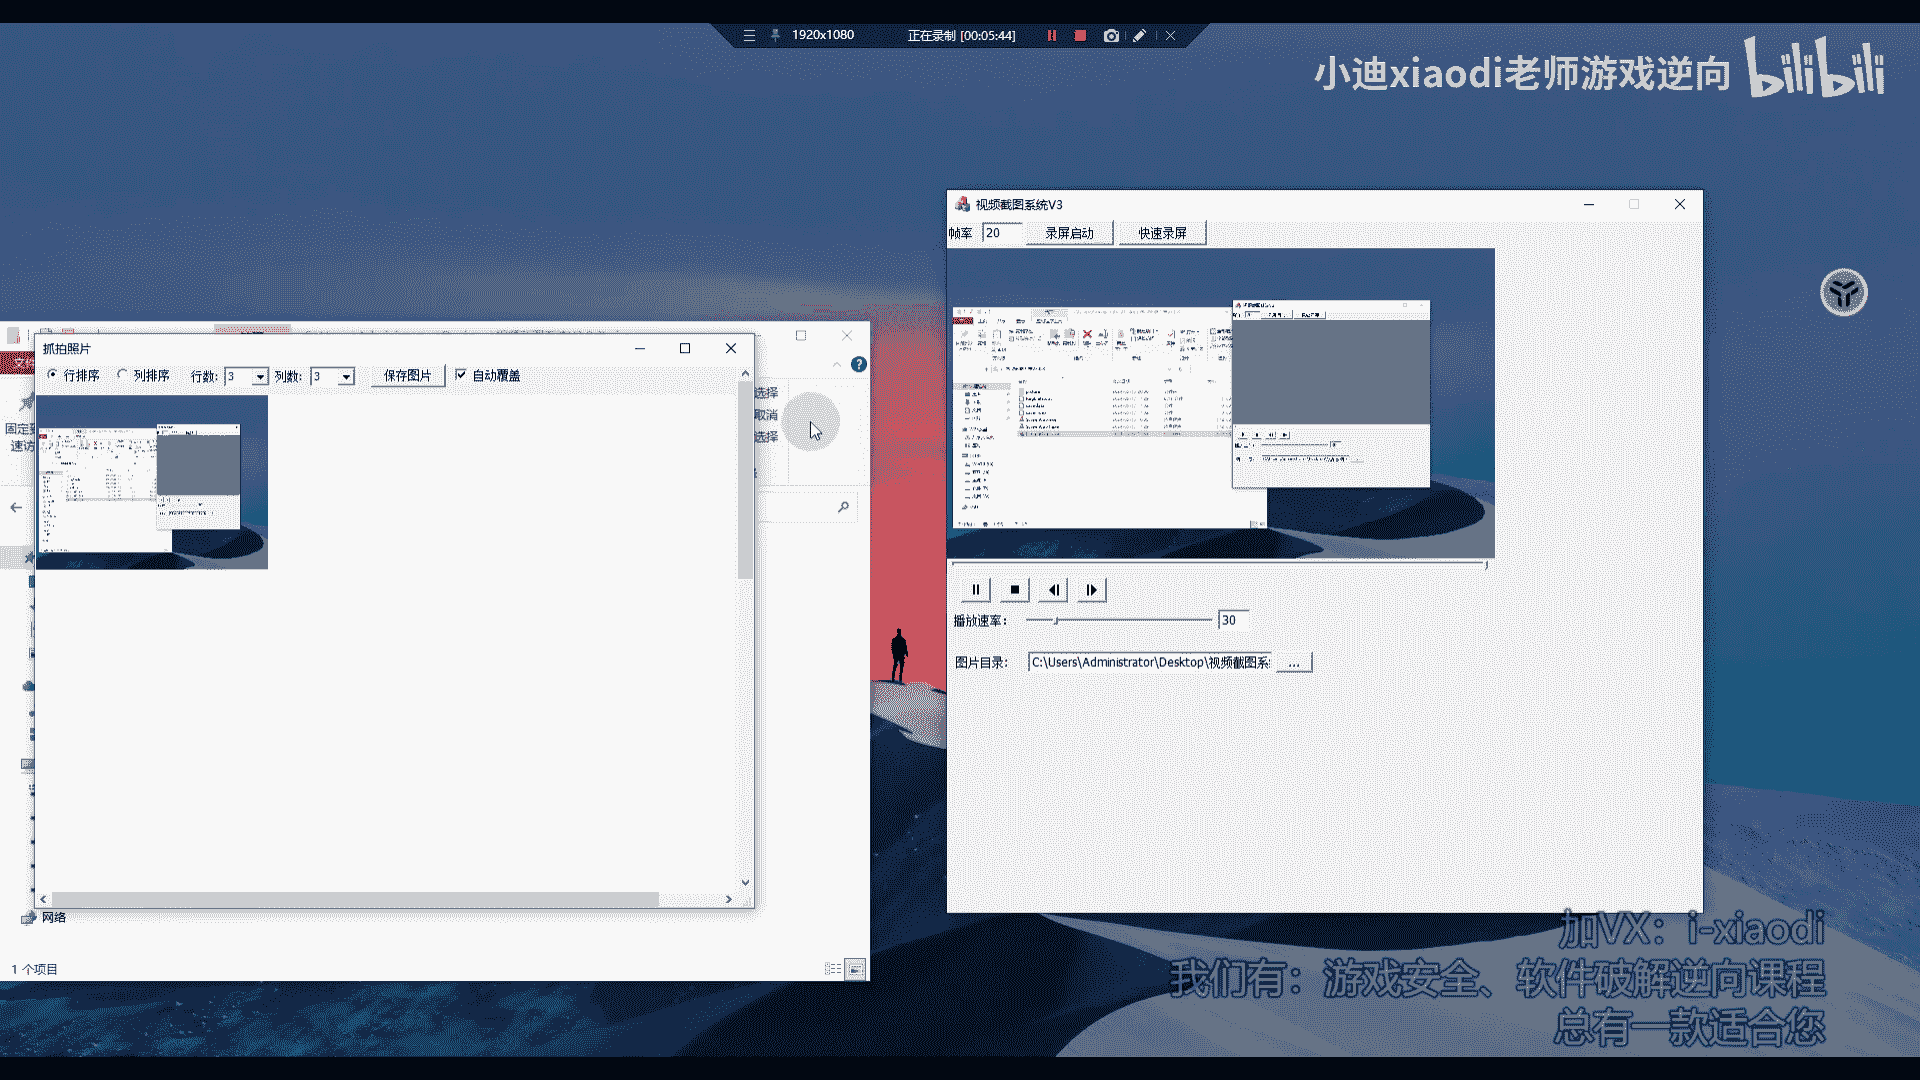 1920x1080
正在录制 [00:05:44]
小迪xiaodi老师游戏逆向 bilibili
视频截图系统V3
帧率 20 录屏启动 快速录屏
抓拍照片
行排序 列排序 行数: 3 列数: 3 保存图片 自动覆盖
选择
取消
选择
固定到
速访
播放速率: 30
图片目录: C:\Users\Administrator\Desktop\视频截图系 ...
网络
1 个项目
加VX：i-xiaodi
我们有：游戏安全、软件破解逆向课程
总有一款适合您